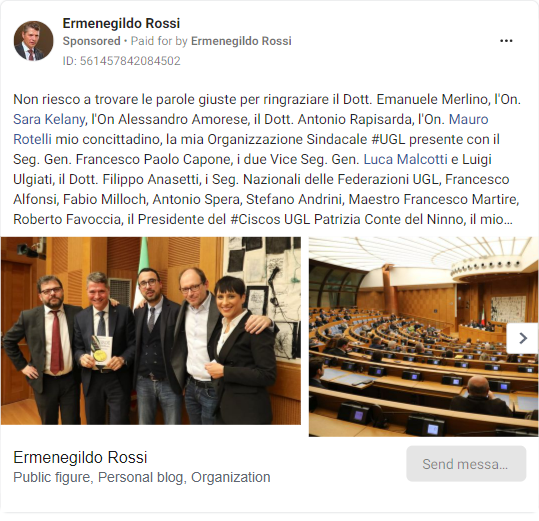 Ermenegildo Rossi
Sponsored • Paid for by Ermenegildo Rossi
ID: 561457842084502
Non riesco a trovare le parole giuste per ringraziare il Dott. Emanuele Merlino, l'On.
Sara Kelany, l'On Alessandro Amorese, il Dott. Antonio Rapisarda, l'On. Mauro
Rotelli mio concittadino, la mia Organizzazione Sindacale #UGL presente con il
Seg. Gen. Francesco Paolo Capone, i due Vice Seg. Gen. Luca Malcotti e Luigi
Ulgiati, il Dott. Filippo Anasetti, i Seg. Nazionali delle Federazioni UGL, Francesco
Alfonsi, Fabio Milloch, Antonio Spera, Stefano Andrini, Maestro Francesco Martire,
Roberto Favoccia, il Presidente del #Ciscos UGL Patrizia Conte del Ninno, il mio...
Ermenegildo Rossi
Public figure, Personal blog, Organization
Send messa...